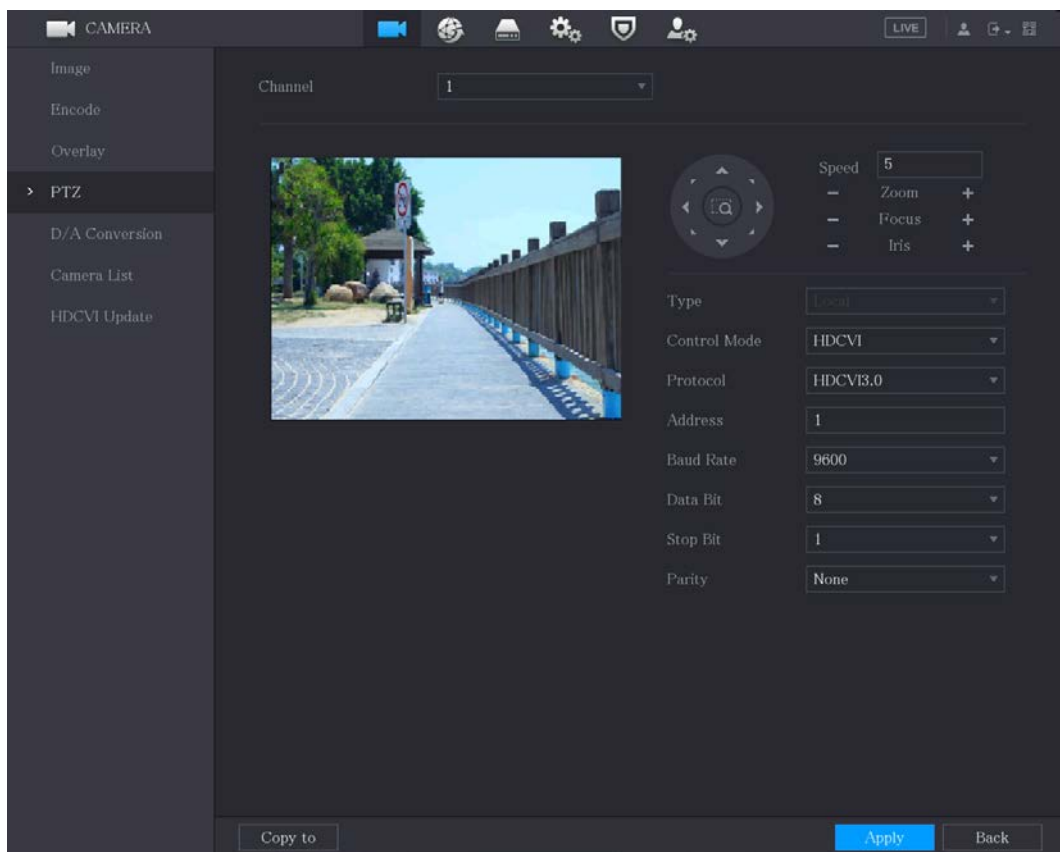 CAMERA
LIVE
Image
Encode
Overlay
PTZ
D/A Conversion
Camera List
HDCVI Update
Channel 1
Speed 5
Zoom
Focus
Iris
Type Local
Control Mode HDCVI
Protocol HDCVI3.0
Address 1
Baud Rate 9600
Data Bit 8
Stop Bit 1
Parity None
Copy to
Apply
Back